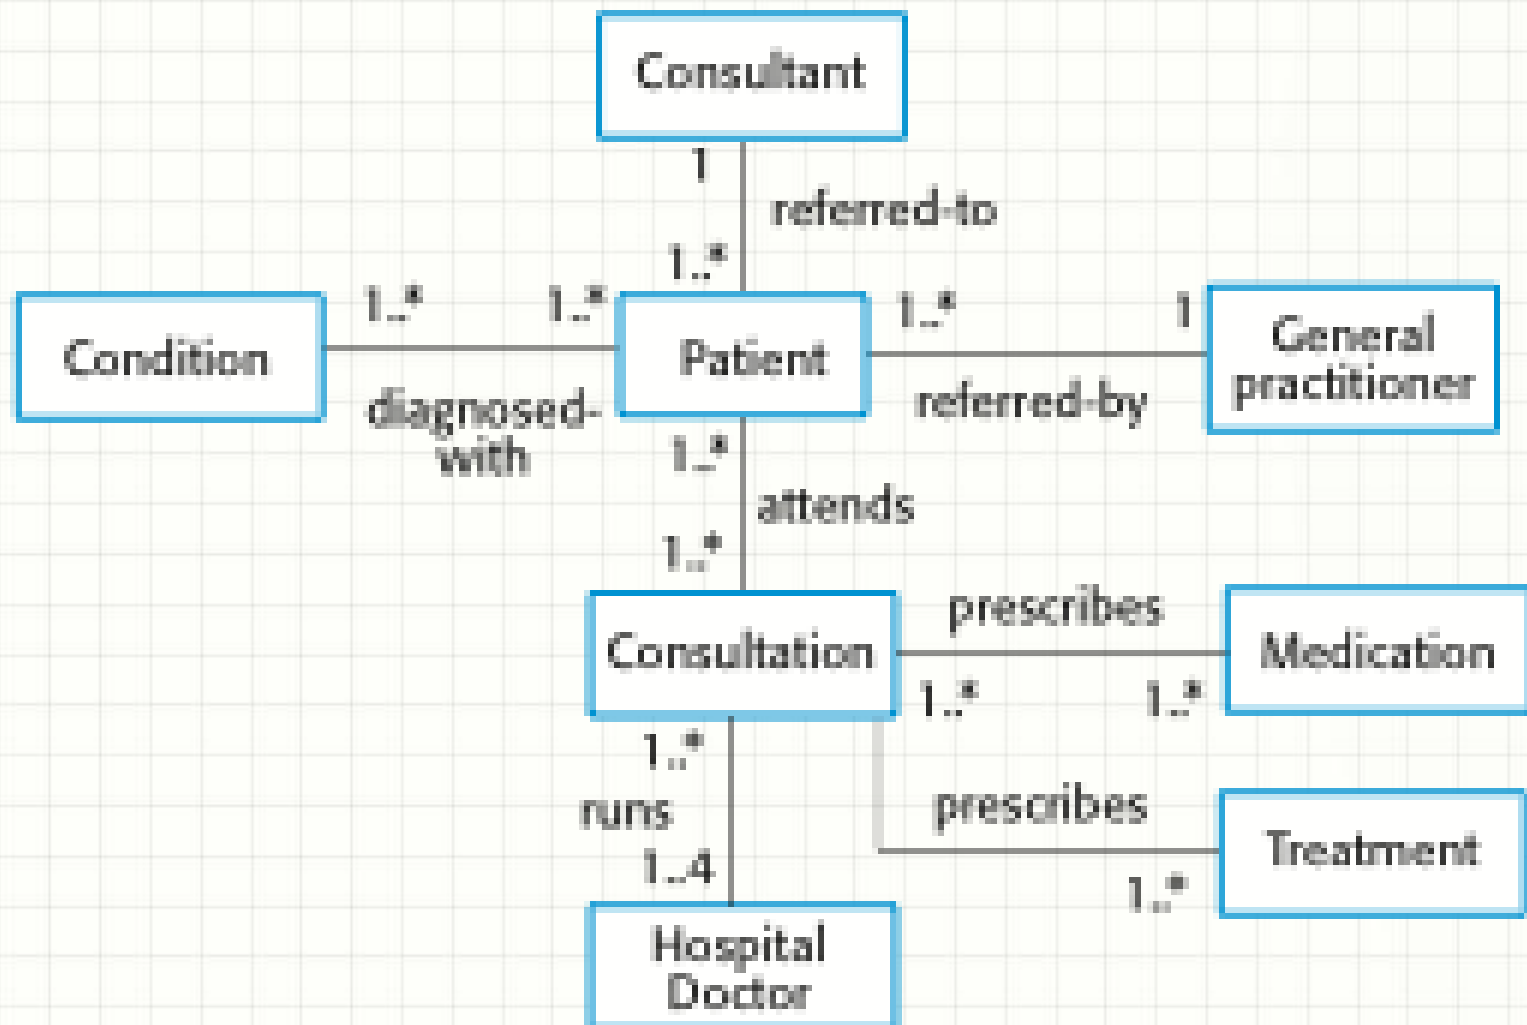 Consultant
1
referred-to
1..*
1..*
1..*
1..*
1
Condition
Patient
General
practitioner
diagnosed-
with
referred-by
1..*
attends
1..*
prescribes
Consultation
Medication
1..*
1..*
1..*
runs
prescribes
1..4
Treatment
1..*
Hospital
Doctor